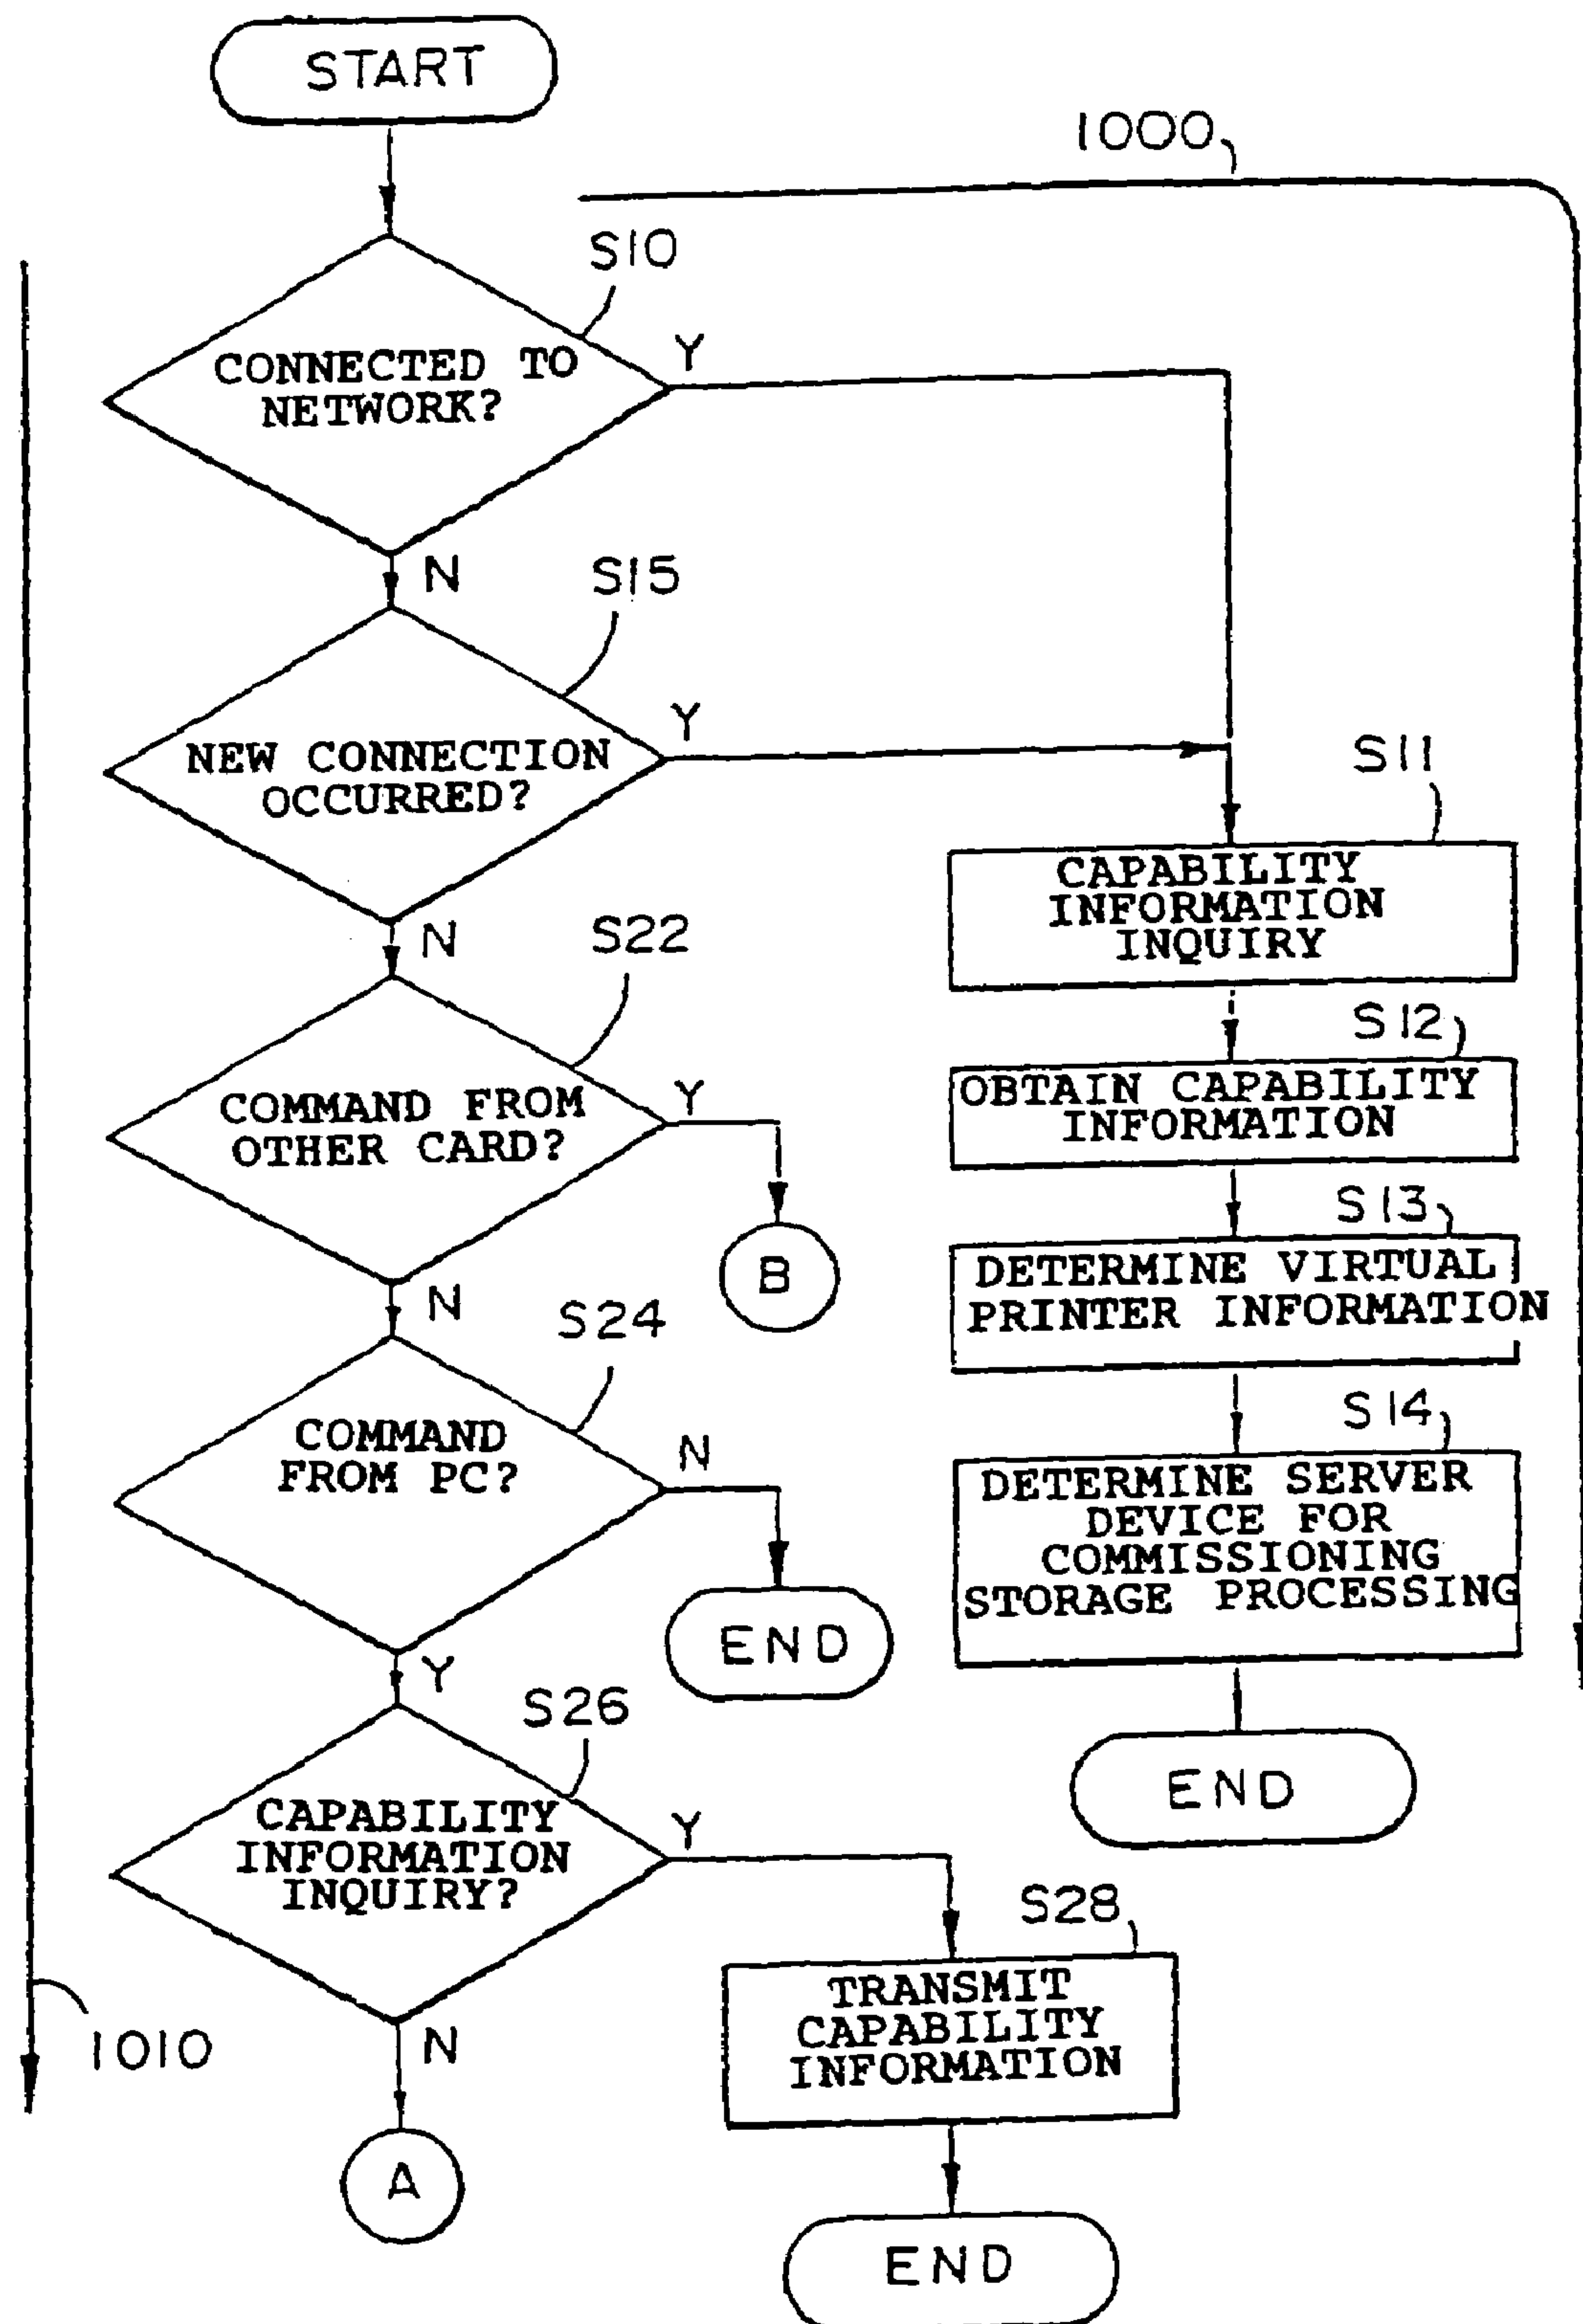 START
1000
S10
CONNECTED TO
NETWORK?
Y
N
S15
NEW CONNECTION
OCCURRED?
Y
N
S11
CAPABILITY
INFORMATION
INQUIRY
S22
COMMAND FROM
OTHER CARD?
Y
B
N
S12
OBTAIN CAPABILITY
INFORMATION
S13
DETERMINE VIRTUAL
PRINTER INFORMATION
S24
COMMAND
FROM PC?
N
END
Y
S14
DETERMINE SERVER
DEVICE FOR
COMMISSIONING
STORAGE PROCESSING
END
S26
CAPABILITY
INFORMATION
INQUIRY?
Y
N
S28
TRANSMIT
CAPABILITY
INFORMATION
1010
A
END